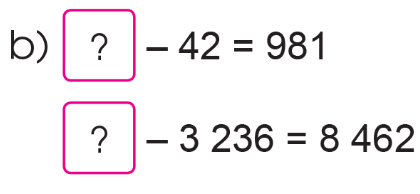 b) ? – 42 = 981
? – 3 236 = 8 462